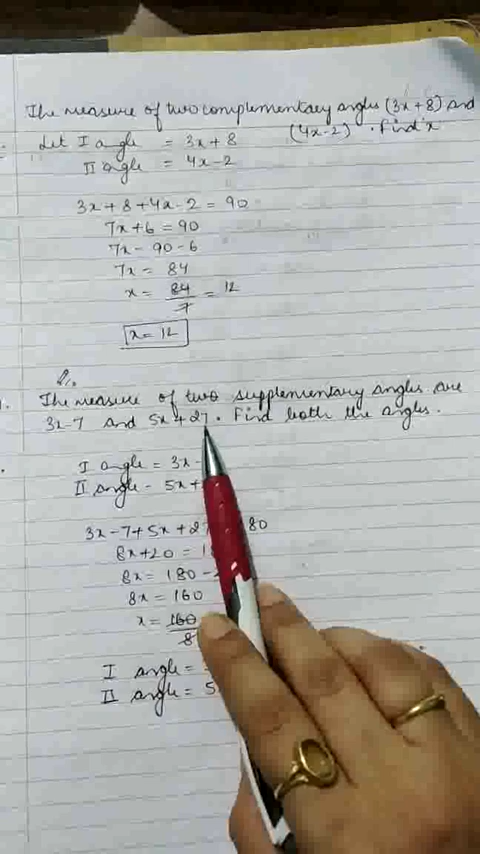 The measure of two complementary angles (3x+8) and
(4x-2) . Find x
Let I angle = 3x+8
II angle = 4x-2
3x+8+4x-2 = 90
7x+6 = 90
7x = 90-6
7x = 84
x = 84/7 = 12
x = 12
The measure of two supplementary angles are
3x-7 and 5x+27. Find both the angles.
I angle = 3x-
II angle - 5x+
3x-7+5x+27 80
8x+20 = 1
8x = 180 -
8x = 160
x = 160/8
I angle =
II angle = 5